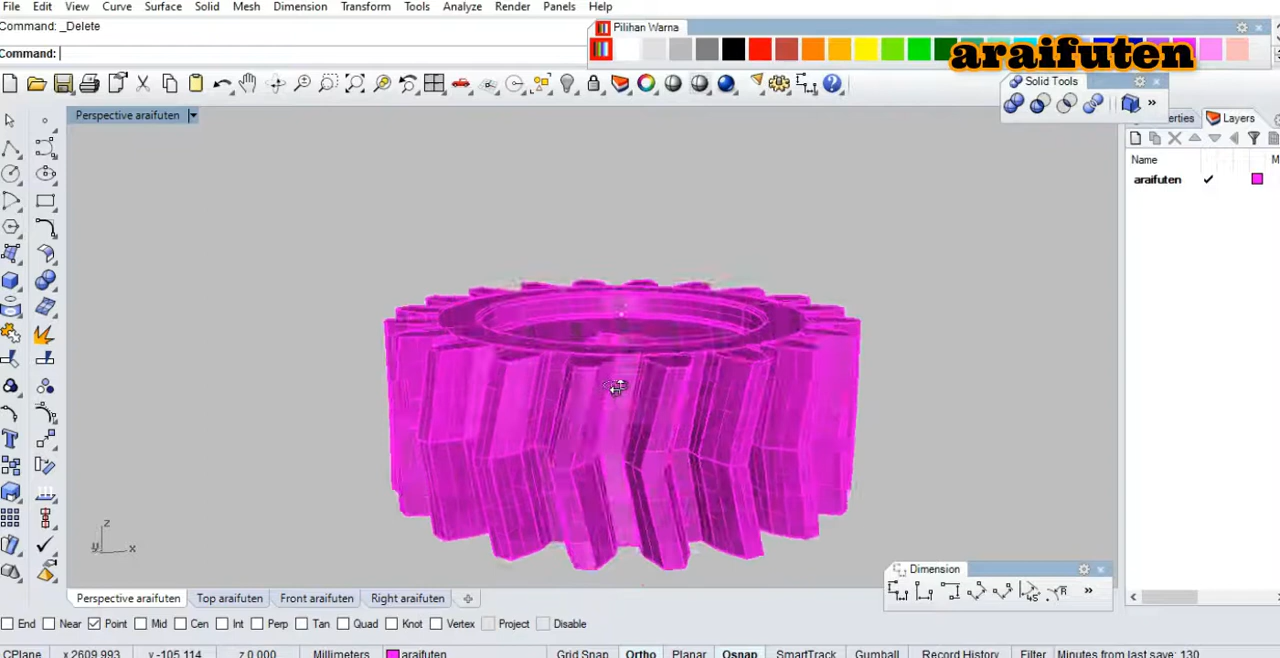 File Edit View Curve Surface Solid Mesh Dimension Transform Tools Analyze Render Panels Help
Command: _Delete
Pilihan Warna
Command:
araifuten
Solid Tools
Perspective araifuten
erties Layers
Name M
araifuten
z
y x
Dimension
Perspective araifuten Top araifuten Front araifuten Right araifuten
End Near Point Mid Cen Int Perp Tan Quad Knot Vertex Project Disable
CPlane x 2609.993 y -105.114 z 0.000 Millimeters araifuten Grid Snap Ortho Planar Osnap SmartTrack Gumball Record History Filter Minutes from last save: 130